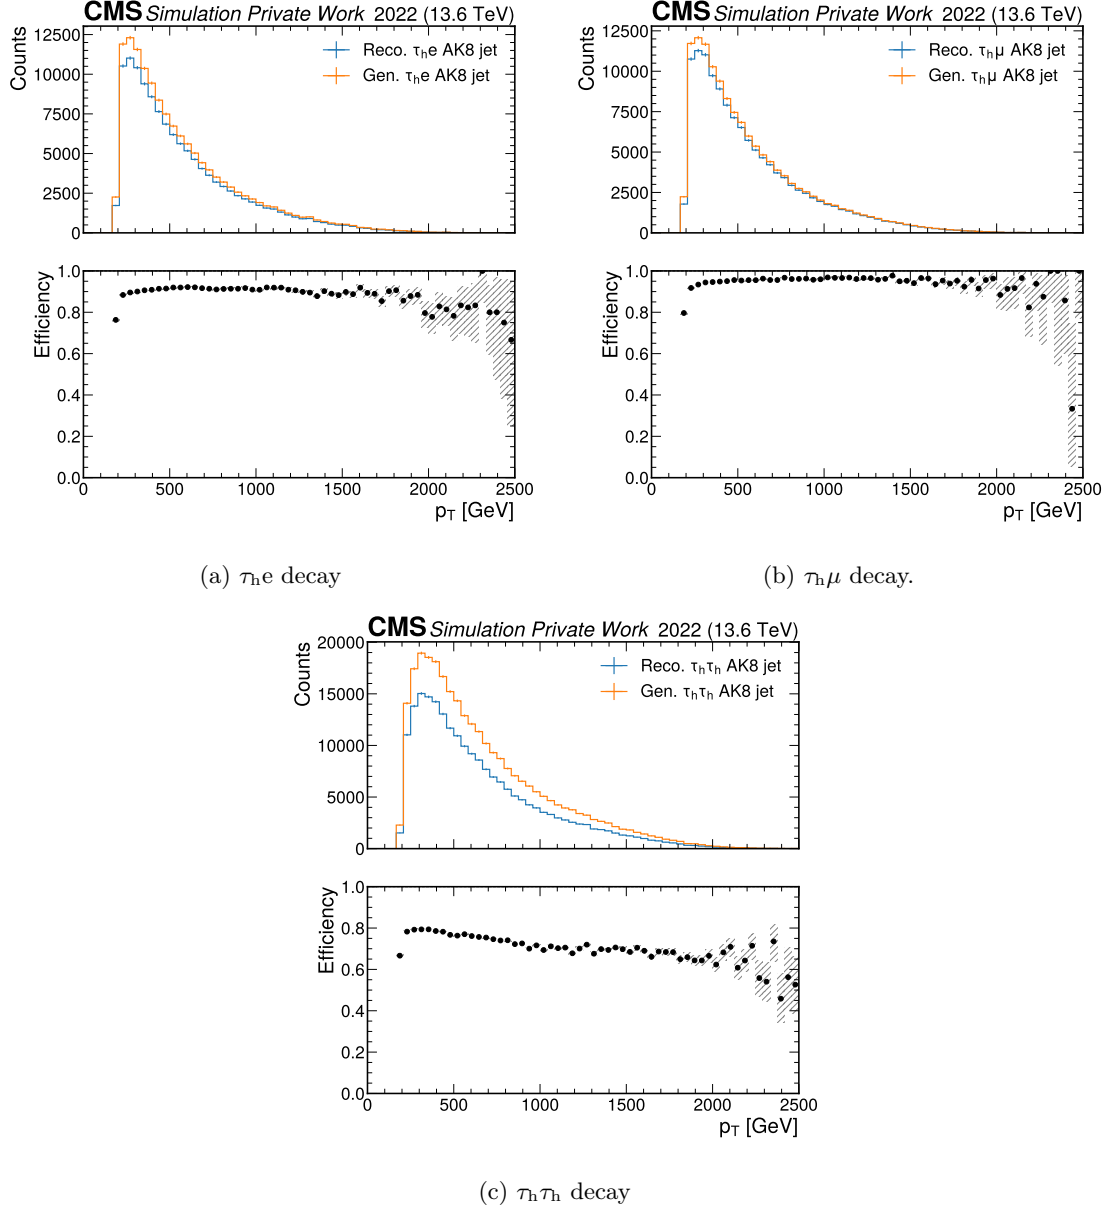 CMS Simulation Private Work 2022 (13.6 TeV)
Counts
12500
10000
7500
5000
2500
0
Reco. τhe AK8 jet
Gen. τhe AK8 jet
Efficiency
1.0
0.8
0.6
0.4
0.2
0.0
0 500 1000 1500 2000 2500
pT [GeV]
(a) τhe decay
CMS Simulation Private Work 2022 (13.6 TeV)
Counts
12500
10000
7500
5000
2500
0
Reco. τhμ AK8 jet
Gen. τhμ AK8 jet
Efficiency
1.0
0.8
0.6
0.4
0.2
0.0
0 500 1000 1500 2000 2500
pT [GeV]
(b) τhμ decay.
CMS Simulation Private Work 2022 (13.6 TeV)
Counts
20000
15000
10000
5000
0
Reco. τhτh AK8 jet
Gen. τhτh AK8 jet
Efficiency
1.0
0.8
0.6
0.4
0.2
0.0
0 500 1000 1500 2000 2500
pT [GeV]
(c) τhτh decay